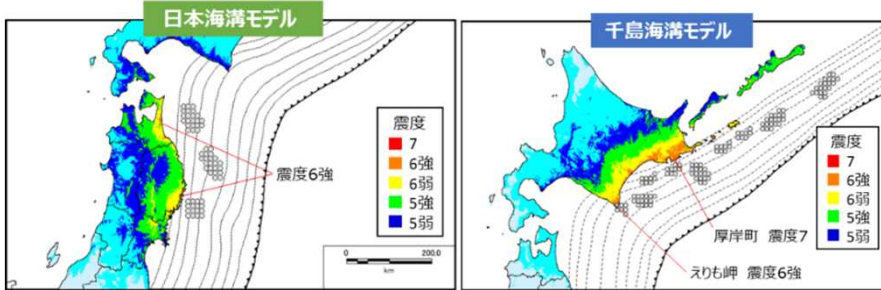 日本海溝モデル
震度
7
6強
6弱
5強
5弱
震度6強
0
200.0
km
千島海溝モデル
震度
7
6強
6弱
5強
5弱
厚岸町 震度7
えりも岬 震度6強